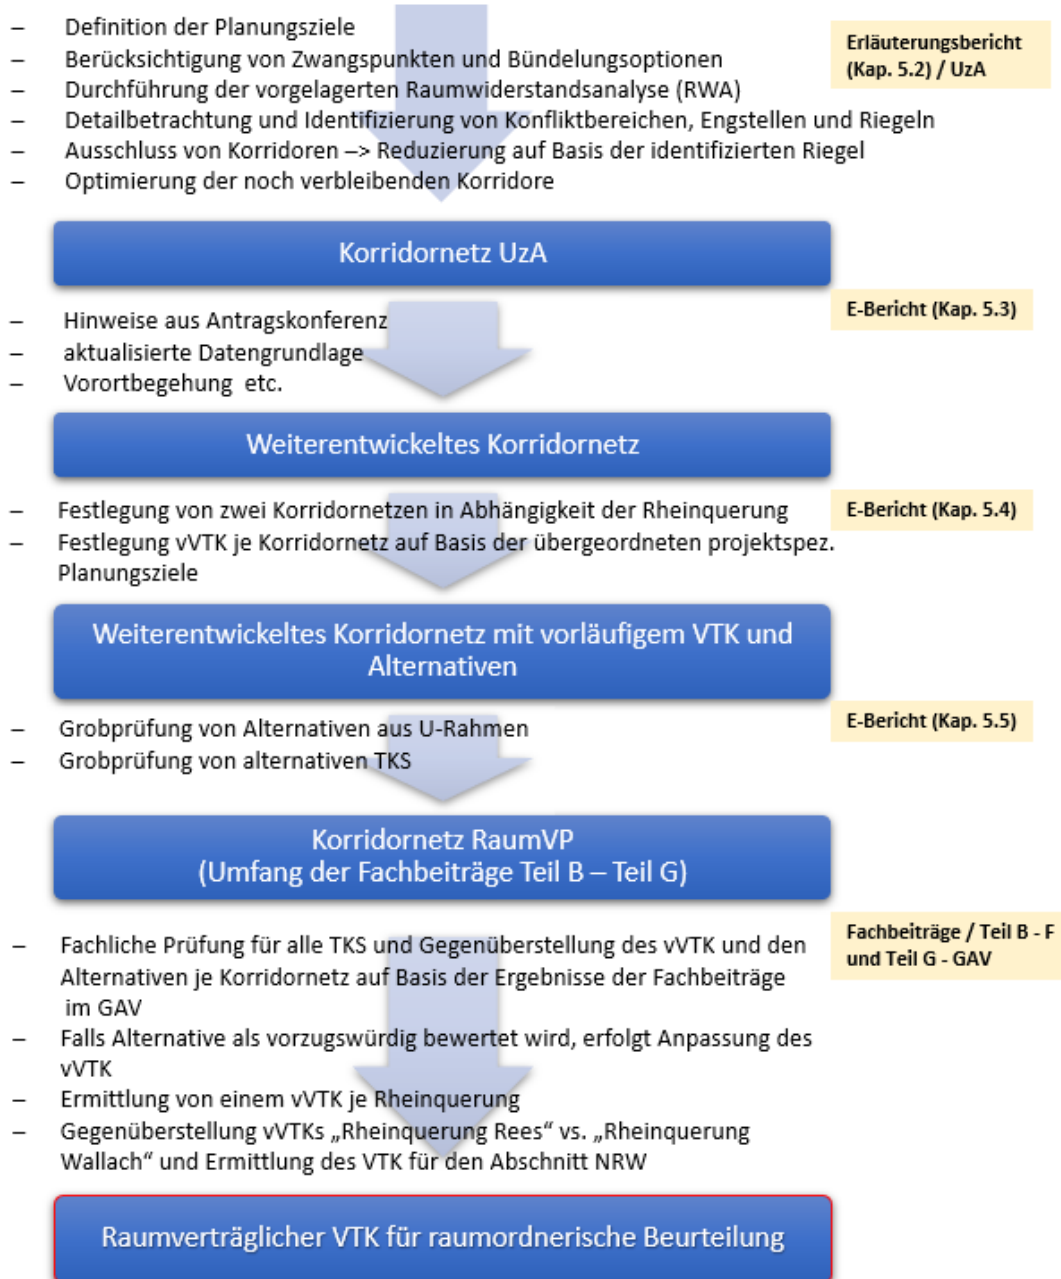 – Definition der Planungsziele
– Berücksichtigung von Zwangspunkten und Bündelungsoptionen
– Durchführung der vorgelagerten Raumwiderstandsanalyse (RWA)
– Detailbetrachtung und Identifizierung von Konfliktbereichen, Engstellen und Riegeln
– Ausschluss von Korridoren –> Reduzierung auf Basis der identifizierten Riegel
– Optimierung der noch verbleibenden Korridore
Erläuterungsbericht
(Kap. 5.2) / UzA
Korridornetz UzA
– Hinweise aus Antragskonferenz
– aktualisierte Datengrundlage
– Vorortbegehung etc.
E-Bericht (Kap. 5.3)
Weiterentwickeltes Korridornetz
– Festlegung von zwei Korridornetzen in Abhängigkeit der Rheinquerung
– Festlegung vVTK je Korridornetz auf Basis der übergeordneten projektspez.
Planungsziele
E-Bericht (Kap. 5.4)
Weiterentwickeltes Korridornetz mit vorläufigem VTK und
Alternativen
– Grobprüfung von Alternativen aus U-Rahmen
– Grobprüfung von alternativen TKS
E-Bericht (Kap. 5.5)
Korridornetz RaumVP
(Umfang der Fachbeiträge Teil B – Teil G)
– Fachliche Prüfung für alle TKS und Gegenüberstellung des vVTK und den
Alternativen je Korridornetz auf Basis der Ergebnisse der Fachbeiträge
im GAV
– Falls Alternative als vorzugswürdig bewertet wird, erfolgt Anpassung des
vVTK
– Ermittlung von einem vVTK je Rheinquerung
– Gegenüberstellung vVTKs „Rheinquerung Rees“ vs. „Rheinquerung
Wallach“ und Ermittlung des VTK für den Abschnitt NRW
Fachbeiträge / Teil B - F
und Teil G - GAV
Raumverträglicher VTK für raumordnerische Beurteilung